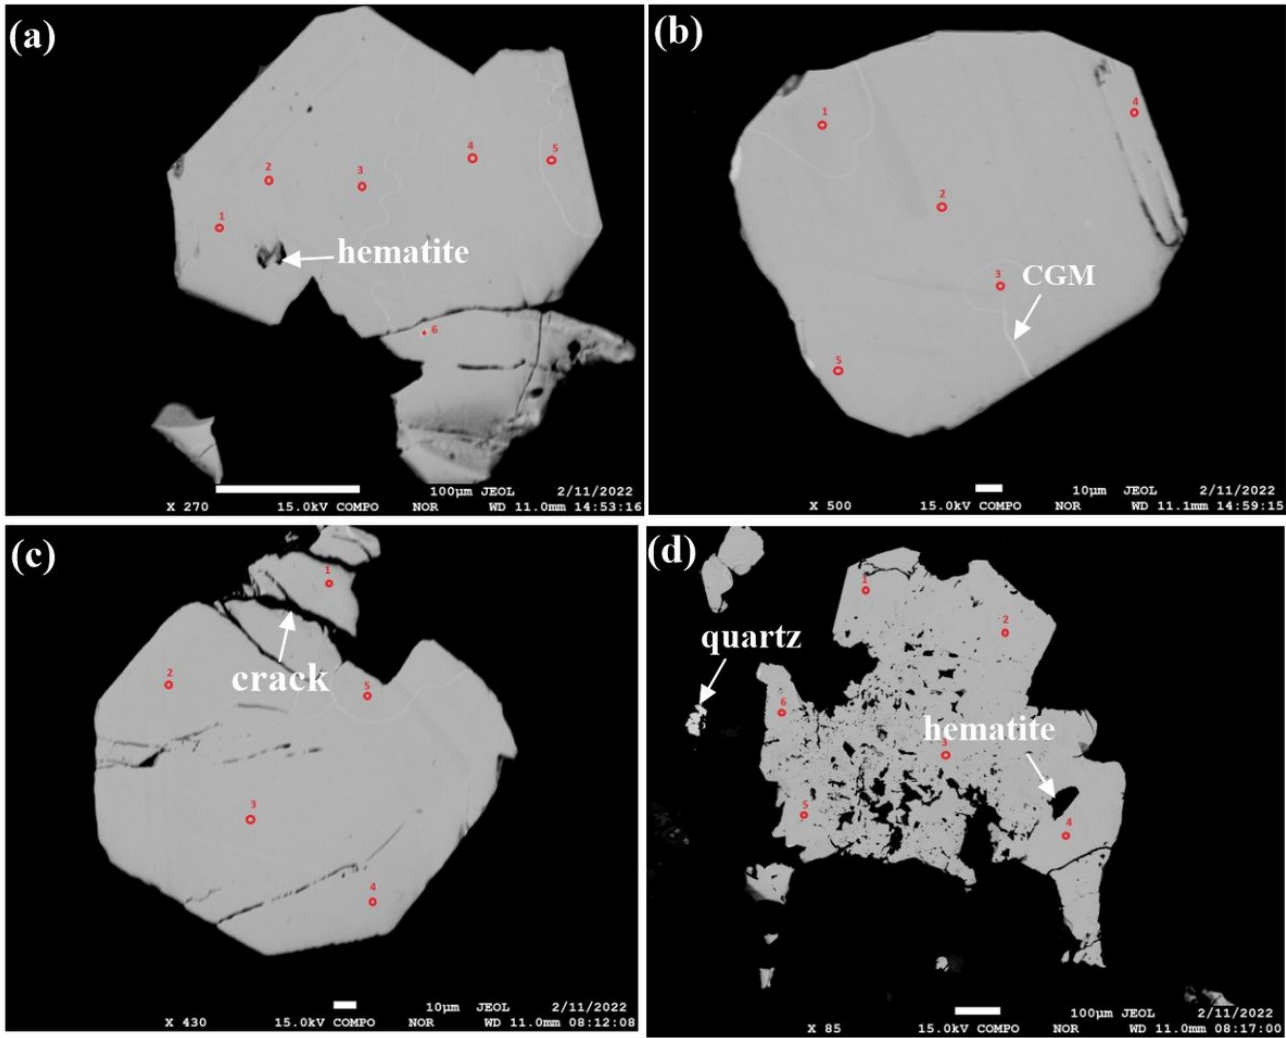 (a)
1
2
3
4
5
hematite
6
100µm JEOL 2/11/2022
X 270 15.0kV COMPO NOR WD 11.0mm 14:53:16
(b)
1
4
2
3
CGM
5
10µm JEOL 2/11/2022
X 500 15.0kV COMPO NOR WD 11.1mm 14:59:15
(c)
1
crack
2
5
3
4
10µm JEOL 2/11/2022
X 430 15.0kV COMPO NOR WD 11.0mm 08:12:08
(d)
1
2
quartz
6
hematite
3
5
4
100µm JEOL 2/11/2022
X 85 15.0kV COMPO NOR WD 11.0mm 08:17:00